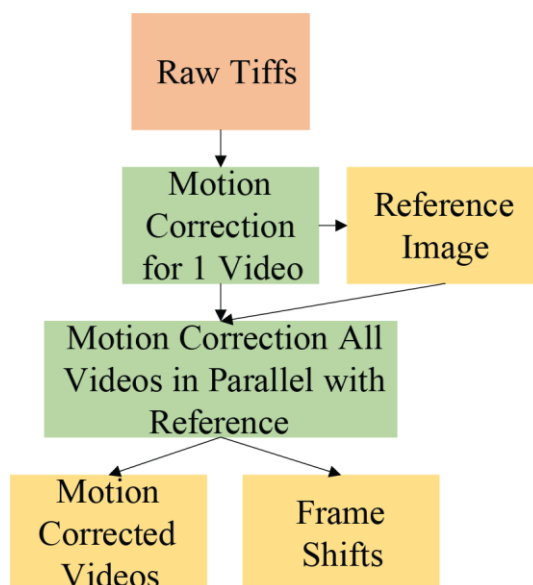 Raw Tiffs
Motion
Correction
for 1 Video
Reference
Image
Motion Correction All
Videos in Parallel with
Reference
Motion
Corrected
Videos
Frame
Shifts